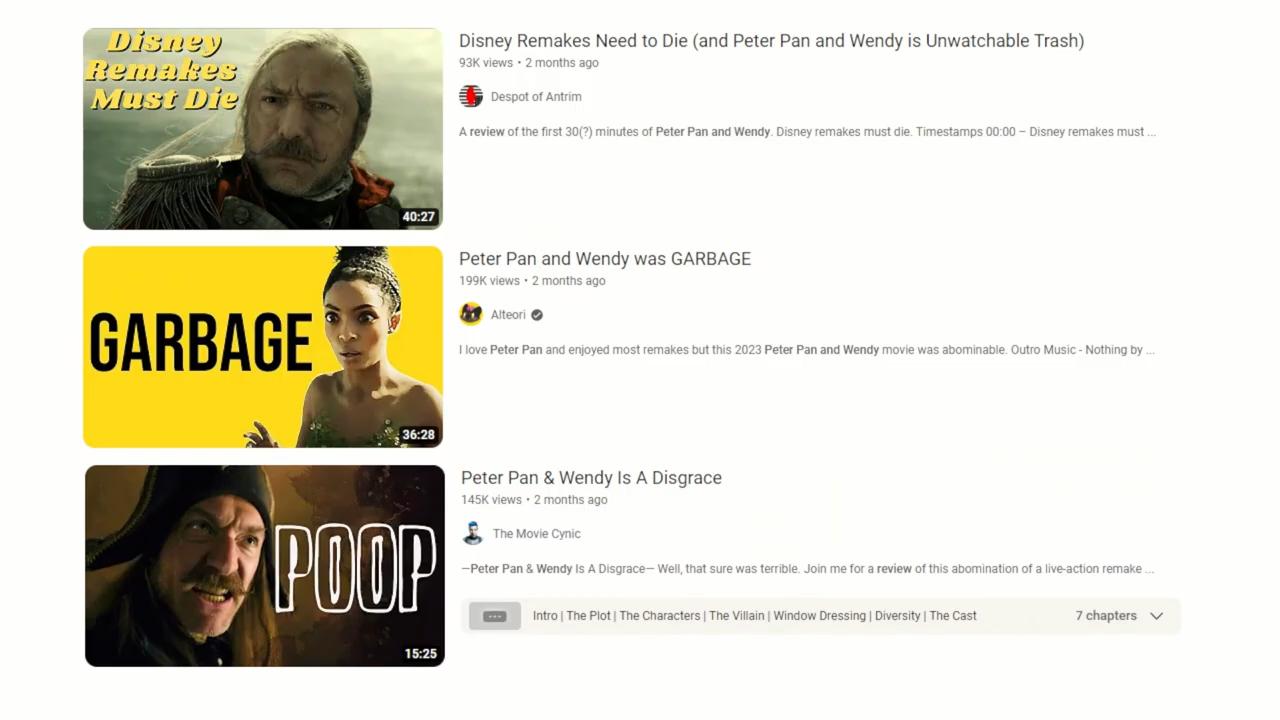 Disney
Remakes
Must Die
40:27
Disney Remakes Need to Die (and Peter Pan and Wendy is Unwatchable Trash)
93K views • 2 months ago
Despot of Antrim
A review of the first 30(?) minutes of Peter Pan and Wendy. Disney remakes must die. Timestamps 00:00 – Disney remakes must ...
GARBAGE
36:28
Peter Pan and Wendy was GARBAGE
199K views • 2 months ago
Alteori
I love Peter Pan and enjoyed most remakes but this 2023 Peter Pan and Wendy movie was abominable. Outro Music - Nothing by ...
POOP
15:25
Peter Pan & Wendy Is A Disgrace
145K views • 2 months ago
The Movie Cynic
—Peter Pan & Wendy Is A Disgrace— Well, that sure was terrible. Join me for a review of this abomination of a live-action remake ...
Intro | The Plot | The Characters | The Villain | Window Dressing | Diversity | The Cast
7 chapters